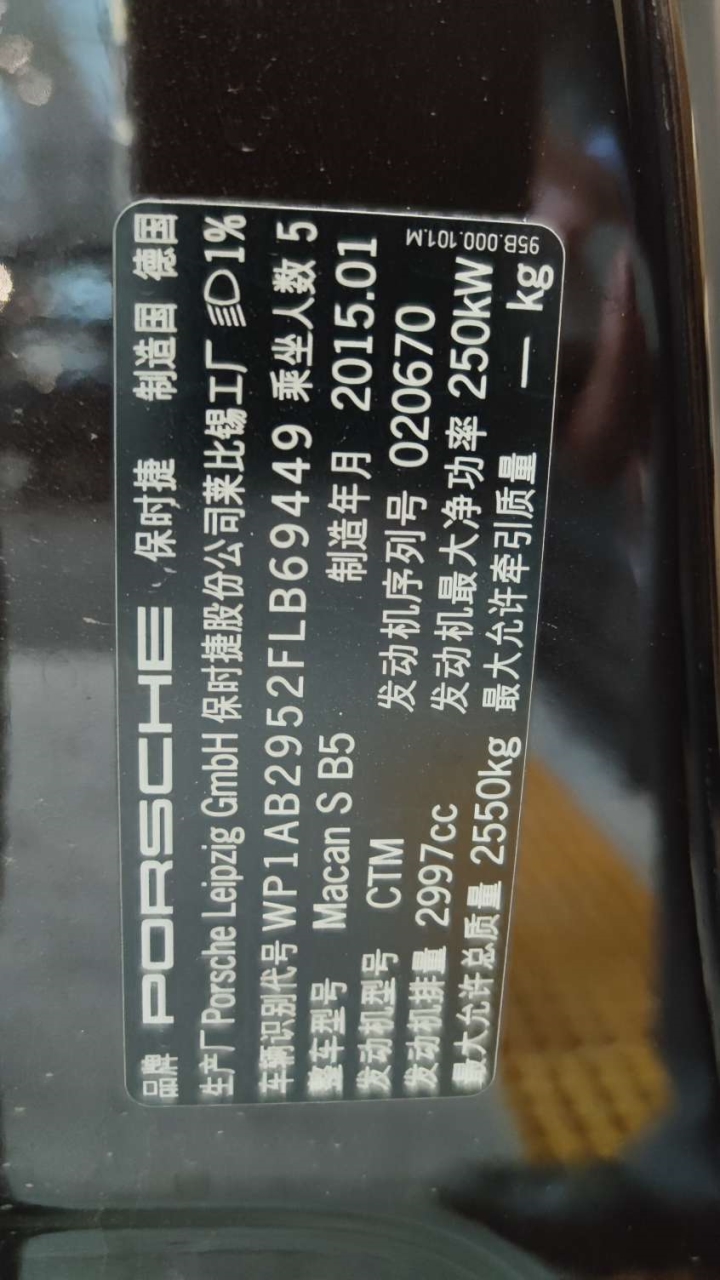 品牌 PORSCHE 保时捷 制造国 德国
生产厂 Porsche Leipzig GmbH 保时捷股份公司莱比锡工厂 1%
车辆识别代号 WP1AB2952FLB69449 乘坐人数 5
整车型号 Macan S B5 制造年月 2015.01
发动机型号 CTM 发动机序列号 020670
发动机排量 2997cc 发动机最大净功率 250kW
最大允许总质量 2550kg 最大允许牵引质量 — kg
95B.000.101.M